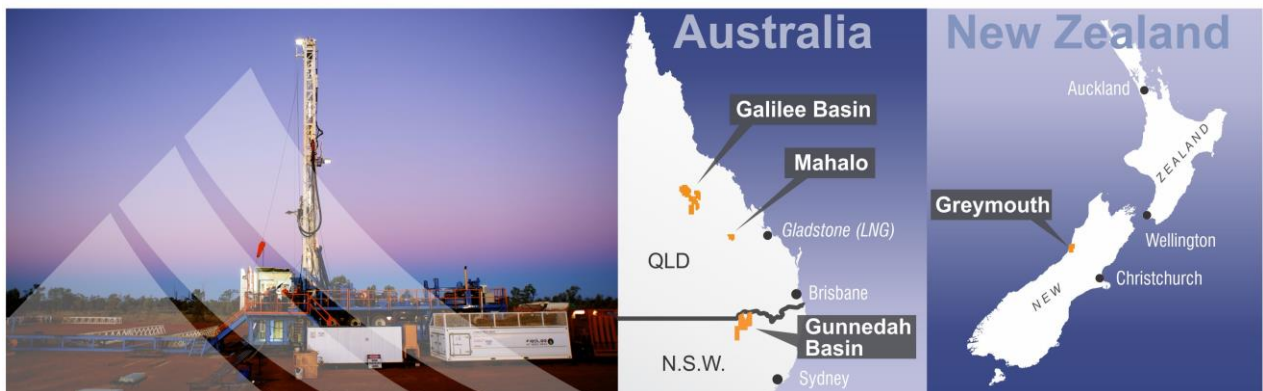 Australia
Galilee Basin
Mahalo
Gladstone (LNG)
QLD
Brisbane
Gunnedah
Basin
N.S.W.
Sydney
New Zealand
Auckland
ZEALAND
Greymouth
Wellington
Christchurch
NEW